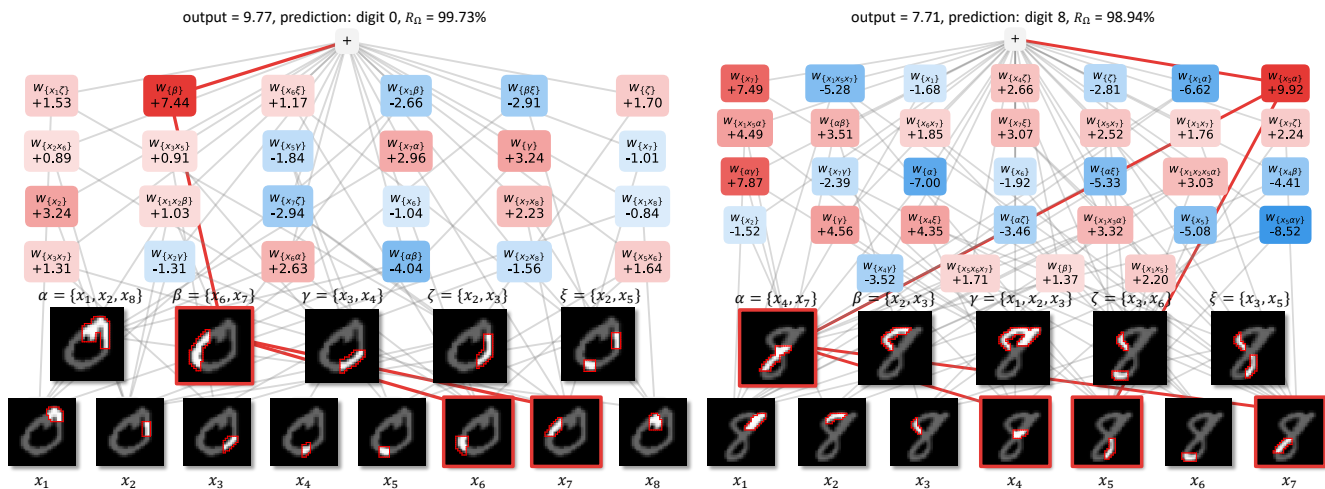 output = 9.77, prediction: digit 0, R_Ω = 99.73%
+
W_{x₁ζ} W_{β} W_{x₆ξ} W_{x₁β} W_{βξ} W_{ζ}
+1.53 +7.44 +1.17 -2.66 -2.91 +1.70
W_{x₂x₆} W_{x₃x₅} W_{x₅γ} W_{x₇α} W_{γ} W_{x₇}
+0.89 +0.91 -1.84 +2.96 +3.24 -1.01
W_{x₂} W_{x₁x₂β} W_{x₇ζ} W_{x₆} W_{x₇x₈} W_{x₁x₈}
+3.24 +1.03 -2.94 -1.04 +2.23 -0.84
W_{x₃x₇} W_{x₂γ} W_{x₆α} W_{αβ} W_{x₂x₈} W_{x₅x₆}
+1.31 -1.31 +2.63 -4.04 -1.56 +1.64
α = {x₁, x₂, x₈} β = {x₆, x₇} γ = {x₃, x₄} ζ = {x₂, x₃} ξ = {x₂, x₅}
x₁ x₂ x₃ x₄ x₅ x₆ x₇ x₈
output = 7.71, prediction: digit 8, R_Ω = 98.94%
+
W_{x₇} W_{x₁x₅x₇} W_{x₁} W_{x₄ζ} W_{ζ} W_{x₁α} W_{x₅α}
+7.49 -5.28 -1.68 +2.66 -2.81 -6.62 +9.92
W_{x₁x₅α} W_{αβ} W_{x₆x₇} W_{x₇ξ} W_{x₅x₇} W_{x₁x₇} W_{x₇ζ}
+4.49 +3.51 +1.85 +3.07 +2.52 +1.76 +2.24
W_{αγ} W_{x₇γ} W_{α} W_{x₆} W_{αξ} W_{x₁x₂x₅α} W_{x₄β}
+7.87 -2.39 -7.00 -1.92 -5.33 +3.03 -4.41
W_{x₂} W_{γ} W_{x₄ξ} W_{αζ} W_{x₁x₃α} W_{x₅} W_{x₅αγ}
-1.52 +4.56 +4.35 -3.46 +3.32 -5.08 -8.52
W_{x₄γ} W_{x₅x₆x₇} W_{β} W_{x₁x₅}
-3.52 +1.71 +1.37 +2.20
α = {x₄, x₇} β = {x₂, x₃} γ = {x₁, x₂, x₃} ζ = {x₃, x₆} ξ = {x₃, x₅}
x₁ x₂ x₃ x₄ x₅ x₆ x₇